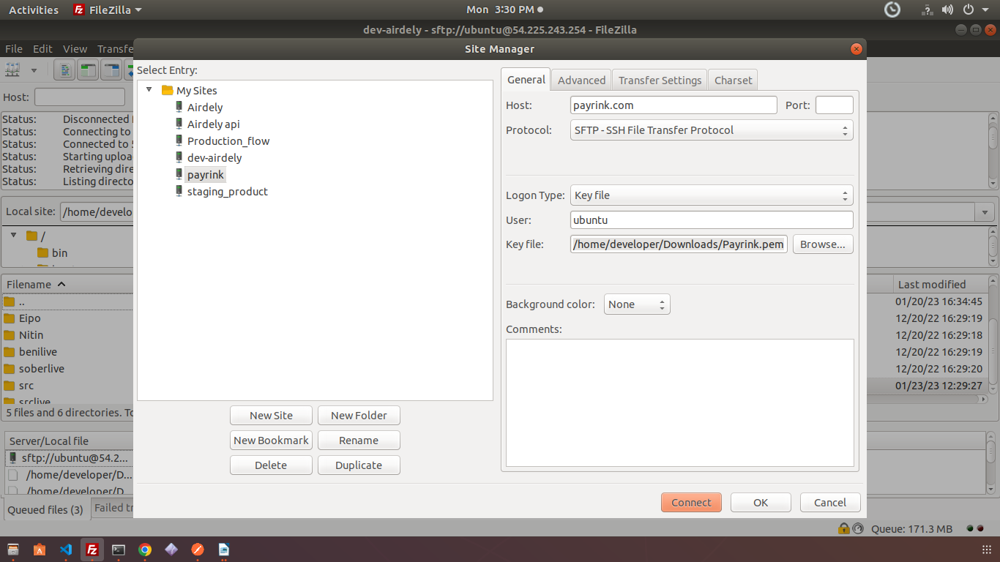 Activities FileZilla Mon 3:30 PM
dev-airdely - sftp://ubuntu@54.225.243.254 - FileZilla
File Edit View Transfe
Site Manager
Host:
Status: Disconnected
Status: Connecting to
Status: Connected to
Status: Starting uploa
Status: Retrieving dire
Status: Listing directo
Local site: /home/develo
/
bin
Filename
..
Eipo
Nitin
benilive
soberlive
src
srclive
5 files and 6 directories. To
Server/Local file
sftp://ubuntu@54.2...
/home/developer/D...
/home/developer/D
Queued files (3) Failed tr
Select Entry:
My Sites
Airdely
Airdely api
Production_flow
dev-airdely
payrink
staging_product
New Site New Folder
New Bookmark Rename
Delete Duplicate
General Advanced Transfer Settings Charset
Host: payrink.com Port:
Protocol: SFTP - SSH File Transfer Protocol
Logon Type: Key file
User: ubuntu
Key file: /home/developer/Downloads/Payrink.pem Browse...
Background color: None
Comments:
Connect OK Cancel
Last modified
01/20/23 16:34:45
12/20/22 16:29:19
12/20/22 16:29:18
12/20/22 16:29:19
12/20/22 16:29:20
01/23/23 12:29:27
Queue: 171.3 MB